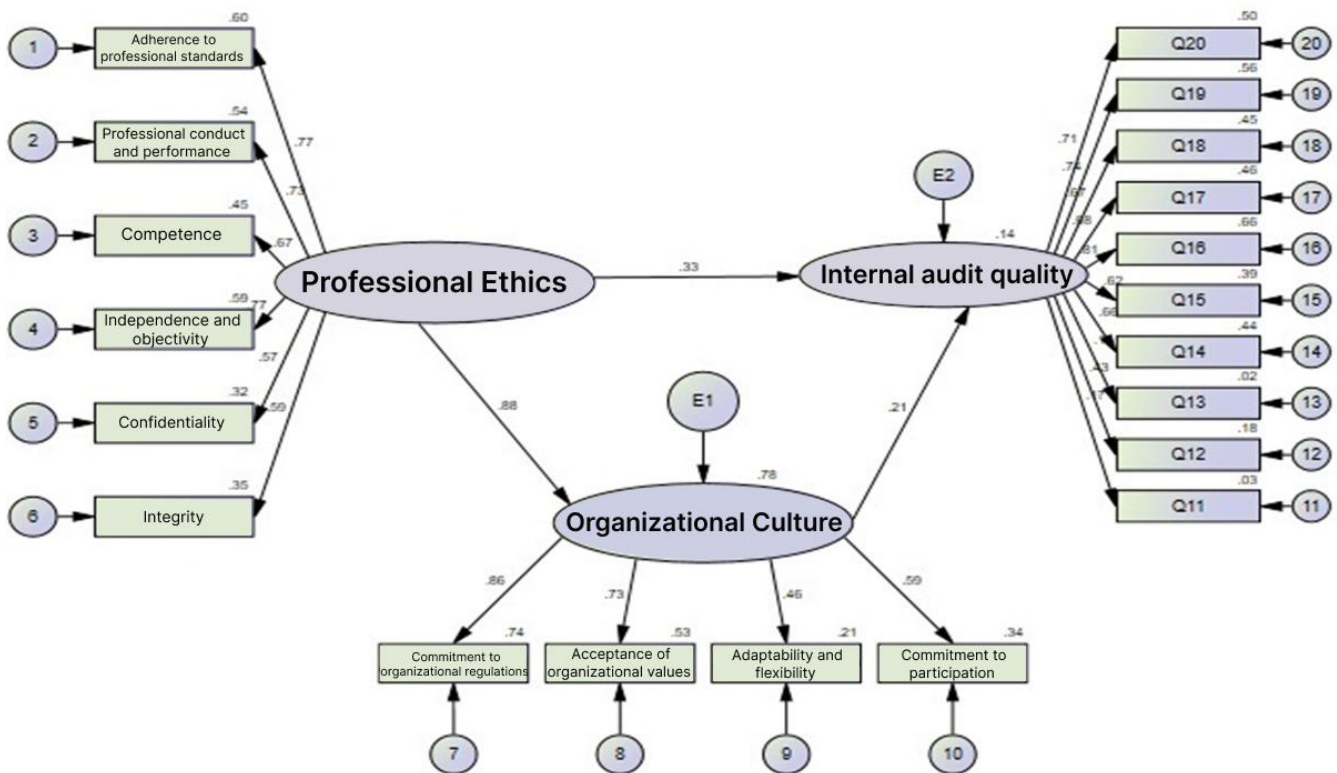 .60
1
Adherence to
professional standards
.77
.54
2
Professional conduct
and performance
.73
.45
3
Competence
.67
.59
.77
4
Independence and
objectivity
.57
.32
5
Confidentiality
.59
.35
6
Integrity
Professional Ethics
.33
.88
E2
.14
Internal audit quality
.21
E1
.78
Organizational Culture
.86
.73
.46
.59
.74
Commitment to
organizational regulations
.53
Acceptance of
organizational values
.21
Adaptability and
flexibility
.34
Commitment to
participation
7
8
9
10
.50
Q20
20
.71
.56
Q19
19
.45
Q18
18
.46
Q17
17
.81
.66
Q16
16
.62
.39
Q15
15
.66
.44
Q14
14
.02
Q13
13
.43
.18
Q12
12
.03
Q11
11